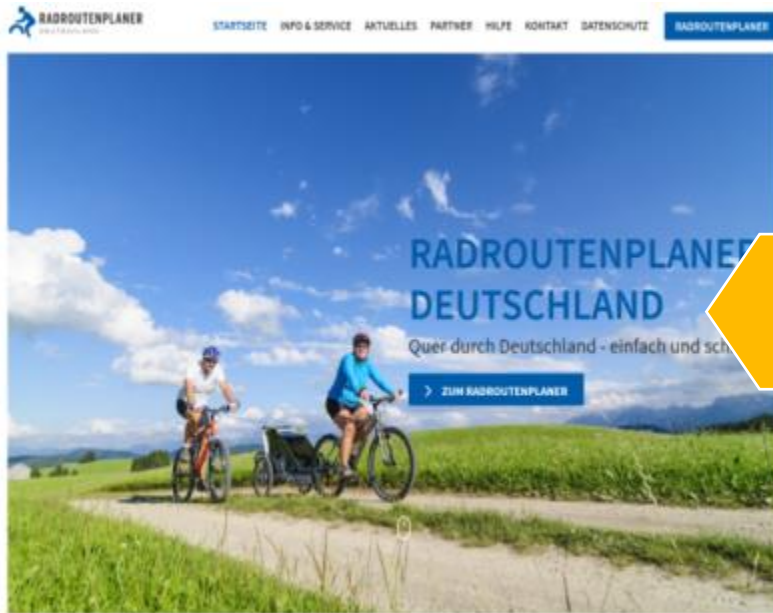 RADROUTENPLANER
STARTSEITE INFO & SERVICE AKTUELLES PARTNER HILFE KONTAKT DATENSCHUTZ RADROUTENPLANER
RADROUTENPLANER
DEUTSCHLAND
Quer durch Deutschland - einfach und sch
> ZUM RADROUTENPLANER